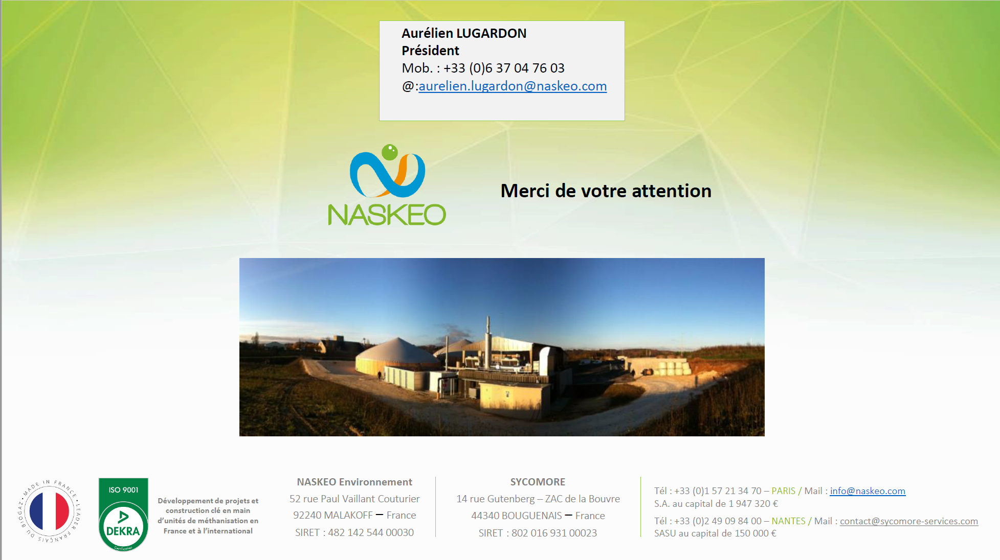 Aurélien LUGARDON
Président
Mob. : +33 (0)6 37 04 76 03
@:aurelien.lugardon@naskeo.com
NASKEO
Merci de votre attention
• MADE IN FRANCE • LEADER FRANÇAIS DU BIOGAZ
ISO 9001
DEKRA
Certification
Développement de projets et
construction clé en main
d’unités de méthanisation en
France et à l’international
NASKEO Environnement
52 rue Paul Vaillant Couturier
92240 MALAKOFF – France
SIRET : 482 142 544 00030
SYCOMORE
14 rue Gutenberg – ZAC de la Bouvre
44340 BOUGUENAIS – France
SIRET : 802 016 931 00023
Tél : +33 (0)1 57 21 34 70 – PARIS / Mail : info@naskeo.com
S.A. au capital de 1 947 320 €
Tél : +33 (0)2 49 09 84 00 – NANTES / Mail : contact@sycomore-services.com
SASU au capital de 150 000 €